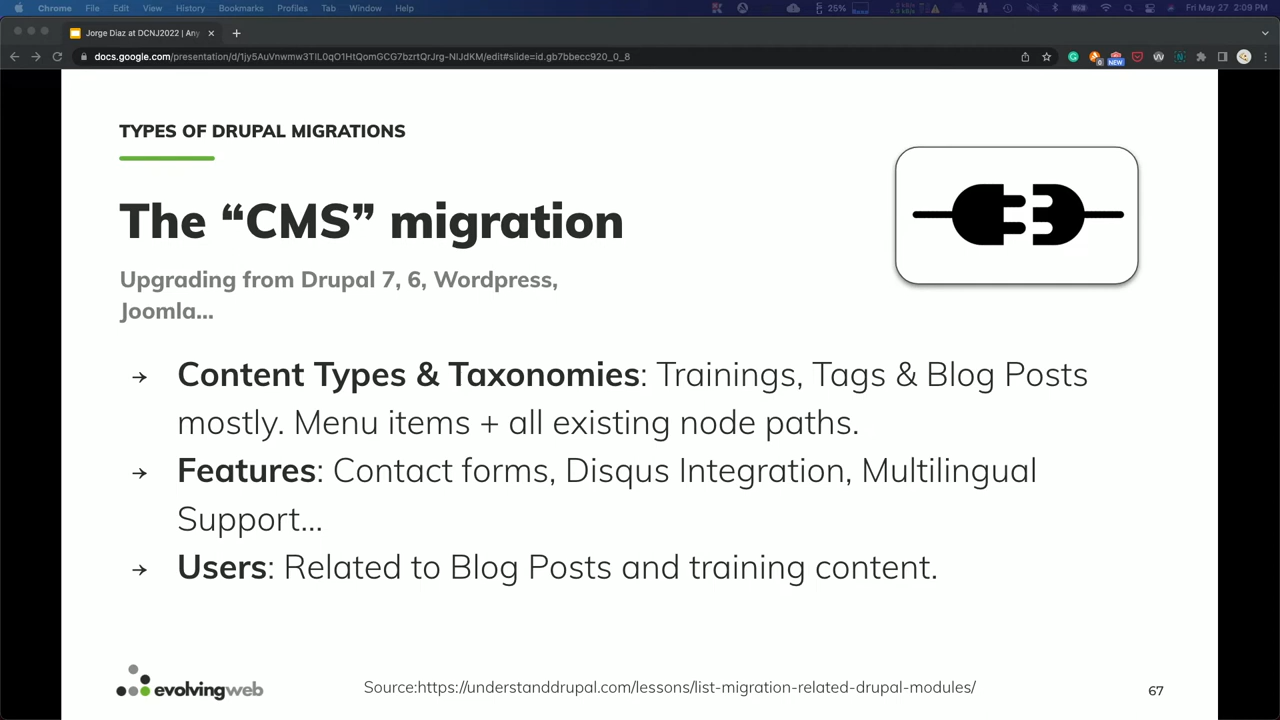 Chrome File Edit View History Bookmarks Profiles Tab Window Help 25% Fri May 27 2:09 PM
Jorge Diaz at DCNJ2022 | Any
docs.google.com/presentation/d/1jy5AuVnwmw3TIL0qO1HtQomGCG7bzrtQrJrg-NlJdKM/edit#slide=id.gb7bbecc920_0_8
NEW
TYPES OF DRUPAL MIGRATIONS
The “CMS” migration
Upgrading from Drupal 7, 6, Wordpress,
Joomla...
→ Content Types & Taxonomies: Trainings, Tags & Blog Posts
mostly. Menu items + all existing node paths.
→ Features: Contact forms, Disqus Integration, Multilingual
Support...
→ Users: Related to Blog Posts and training content.
evolvingweb
Source:https://understanddrupal.com/lessons/list-migration-related-drupal-modules/
67